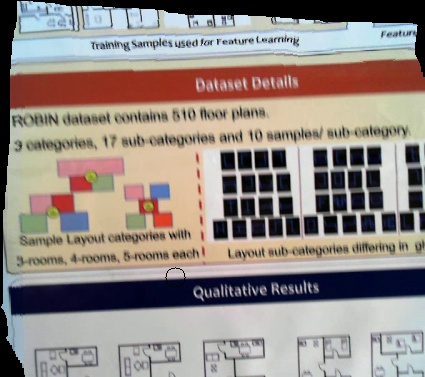 Training Samples used for Feature Learning
Dataset Details
ROBIN dataset contains 510 floor plans.
3 categories, 17 sub-categories and 10 samples/ sub-category.
Sample Layout categories with
3-rooms, 4-rooms, 5-rooms each
Layout sub-categories differing in
Qualitative Results